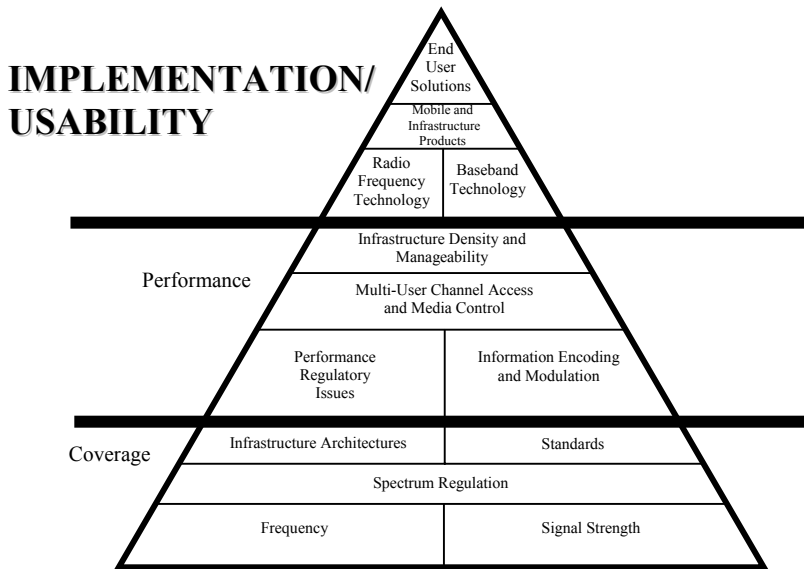 End
User
Solutions
IMPLEMENTATION/
USABILITY
Mobile and
Infrastructure
Products
Radio
Frequency
Technology
Baseband
Technology
Infrastructure Density and
Manageability
Performance
Multi-User Channel Access
and Media Control
Performance
Regulatory
Issues
Information Encoding
and Modulation
Coverage
Infrastructure Architectures
Standards
Spectrum Regulation
Frequency
Signal Strength